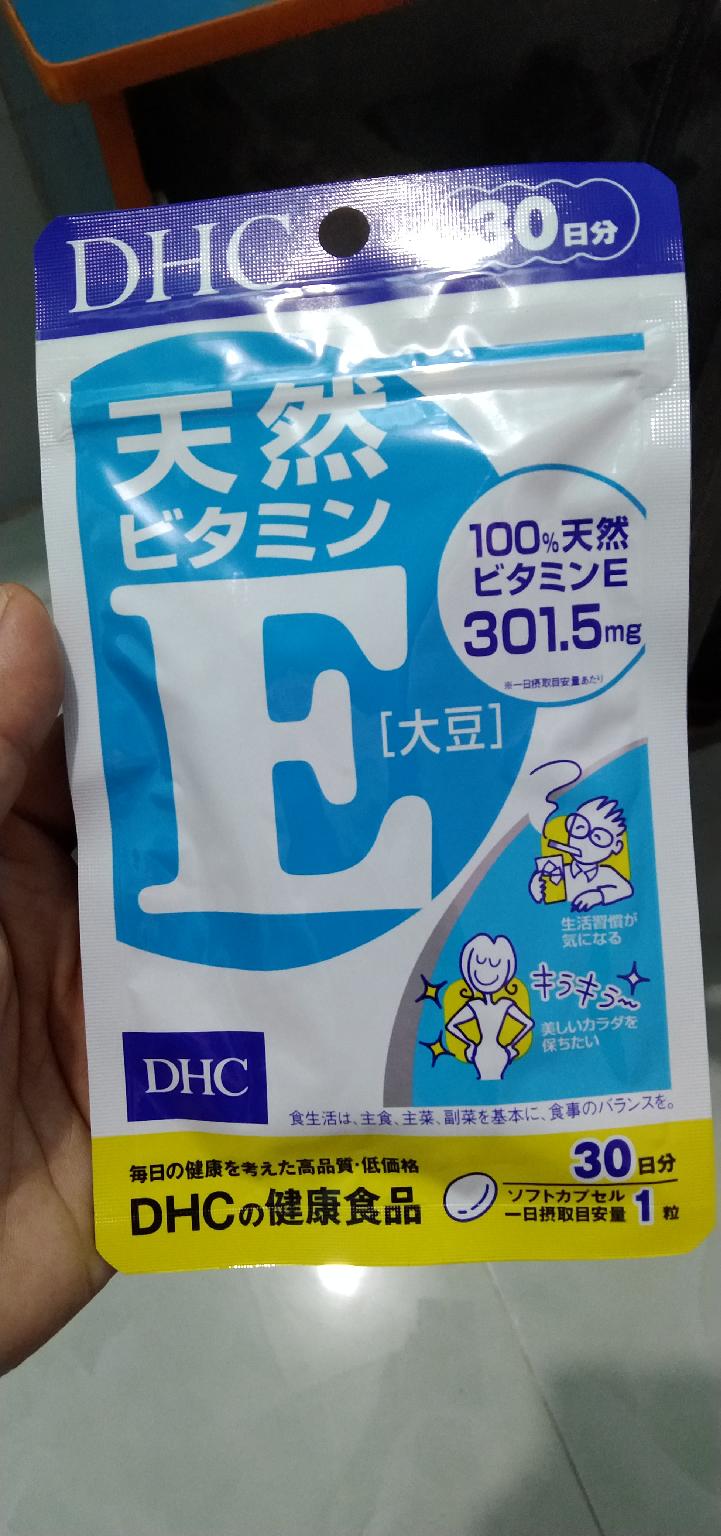 DHC
30日分
天然
ビタミン
E
[大豆]
100%天然
ビタミンE
301.5mg
※一日摂取目安量あたり
生活習慣が
気になる
キラキラ〜
美しいカラダを
保ちたい
DHC
食生活は、主食、主菜、副菜を基本に、食事のバランスを。
毎日の健康を考えた高品質・低価格
DHCの健康食品
30日分
ソフトカプセル
一日摂取目安量 1粒